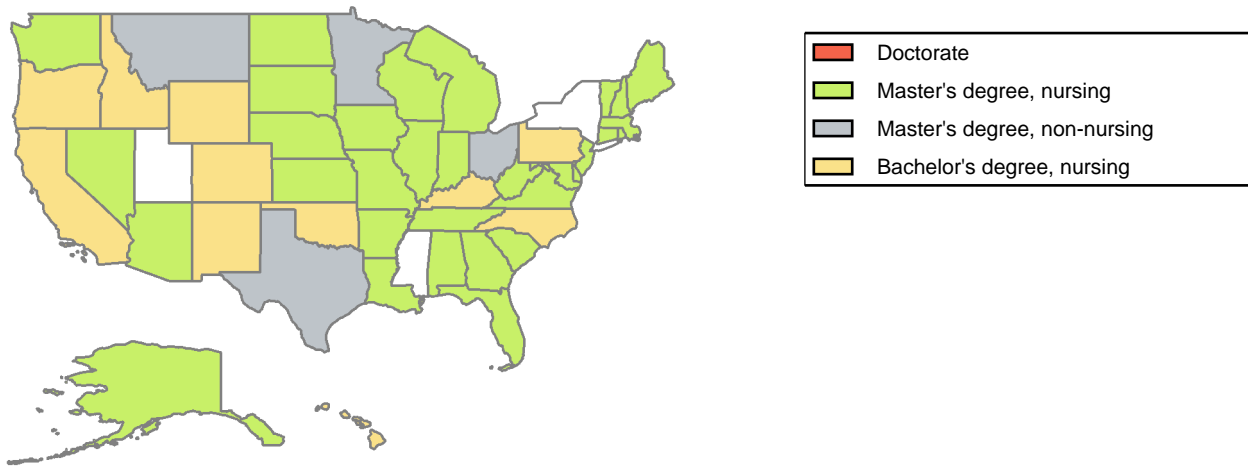 Doctorate
Master's degree, nursing
Master's degree, non-nursing
Bachelor's degree, nursing